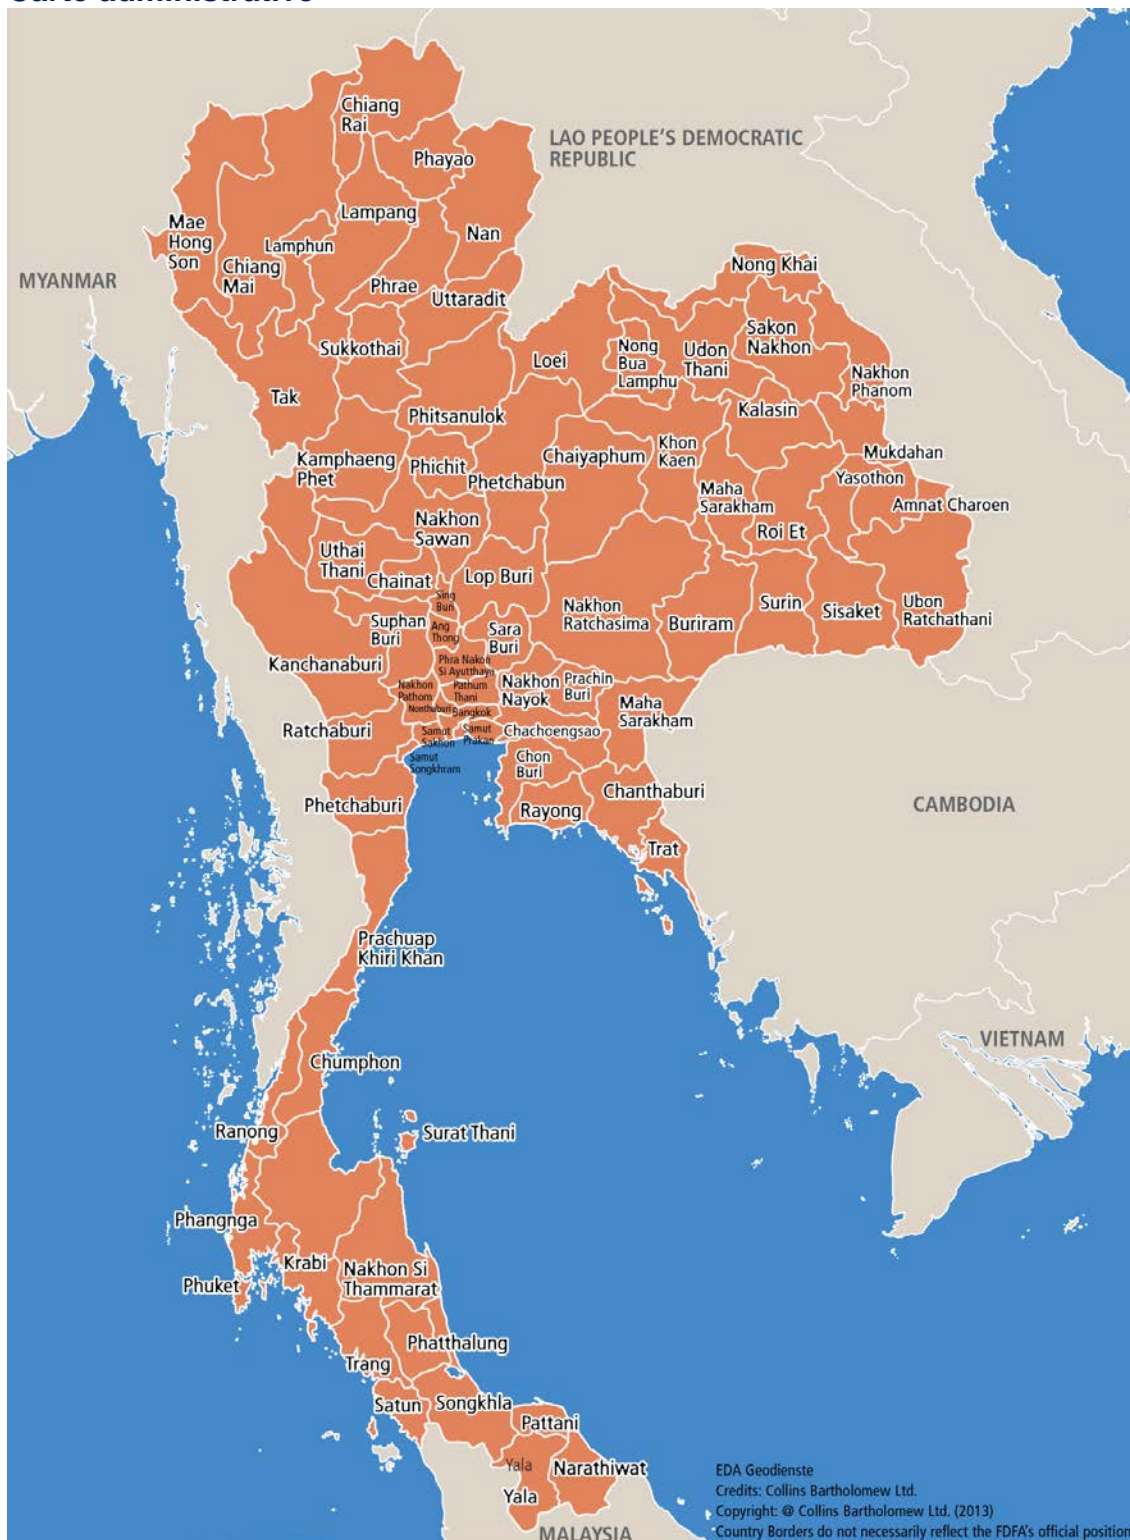 Carte administrative
Chiang
Rai
LAO PEOPLE'S DEMOCRATIC
REPUBLIC
Phayao
Lampang
Mae
Hong
Son
Lamphun
Nan
Chiang
Mai
Nong Khai
MYANMAR
Phrae
Uttaradit
Sakon
Nakhon
Sukkothai
Loei
Nong
Bua
Lamphu
Udon
Thani
Nakhon
Phanom
Tak
Phitsanulok
Kalasin
Kamphaeng
Phet
Phichit
Chaiyaphum
Khon
Kaen
Mukdahan
Phetchabun
Yasothon
Maha
Sarakham
Amnat Charoen
Nakhon
Sawan
Roi Et
Uthai
Thani
Chainat
Lop Buri
Sing
Buri
Nakhon
Ratchasima
Surin
Sisaket
Ubon
Ratchathani
Suphan
Buri
Ang
Thong
Sara
Buri
Buriram
Kanchanaburi
Phra Nakon
Si Ayutthaya
Nakhon
Pathom
Pathum
Thani
Nakhon
Nayok
Prachin
Buri
Maha
Sarakham
Nonthaburi
Bangkok
Ratchaburi
Samut
Sakhon
Samut
Prakan
Chachoengsao
Samut
Songkhram
Chon
Buri
Phetchaburi
Rayong
Chanthaburi
CAMBODIA
Trat
Prachuap
Khiri Khan
VIETNAM
Chumphon
Ranong
Surat Thani
Phangnga
Krabi
Nakhon Si
Thammarat
Phuket
Phatthalung
Trang
Satun
Songkhla
Pattani
Yala
Narathiwat
Yala
MALAYSIA
EDA Geodienste
Credits: Collins Bartholomew Ltd.
Copyright: @ Collins Bartholomew Ltd. (2013)
Country Borders do not necessarily reflect the FDFA's official position